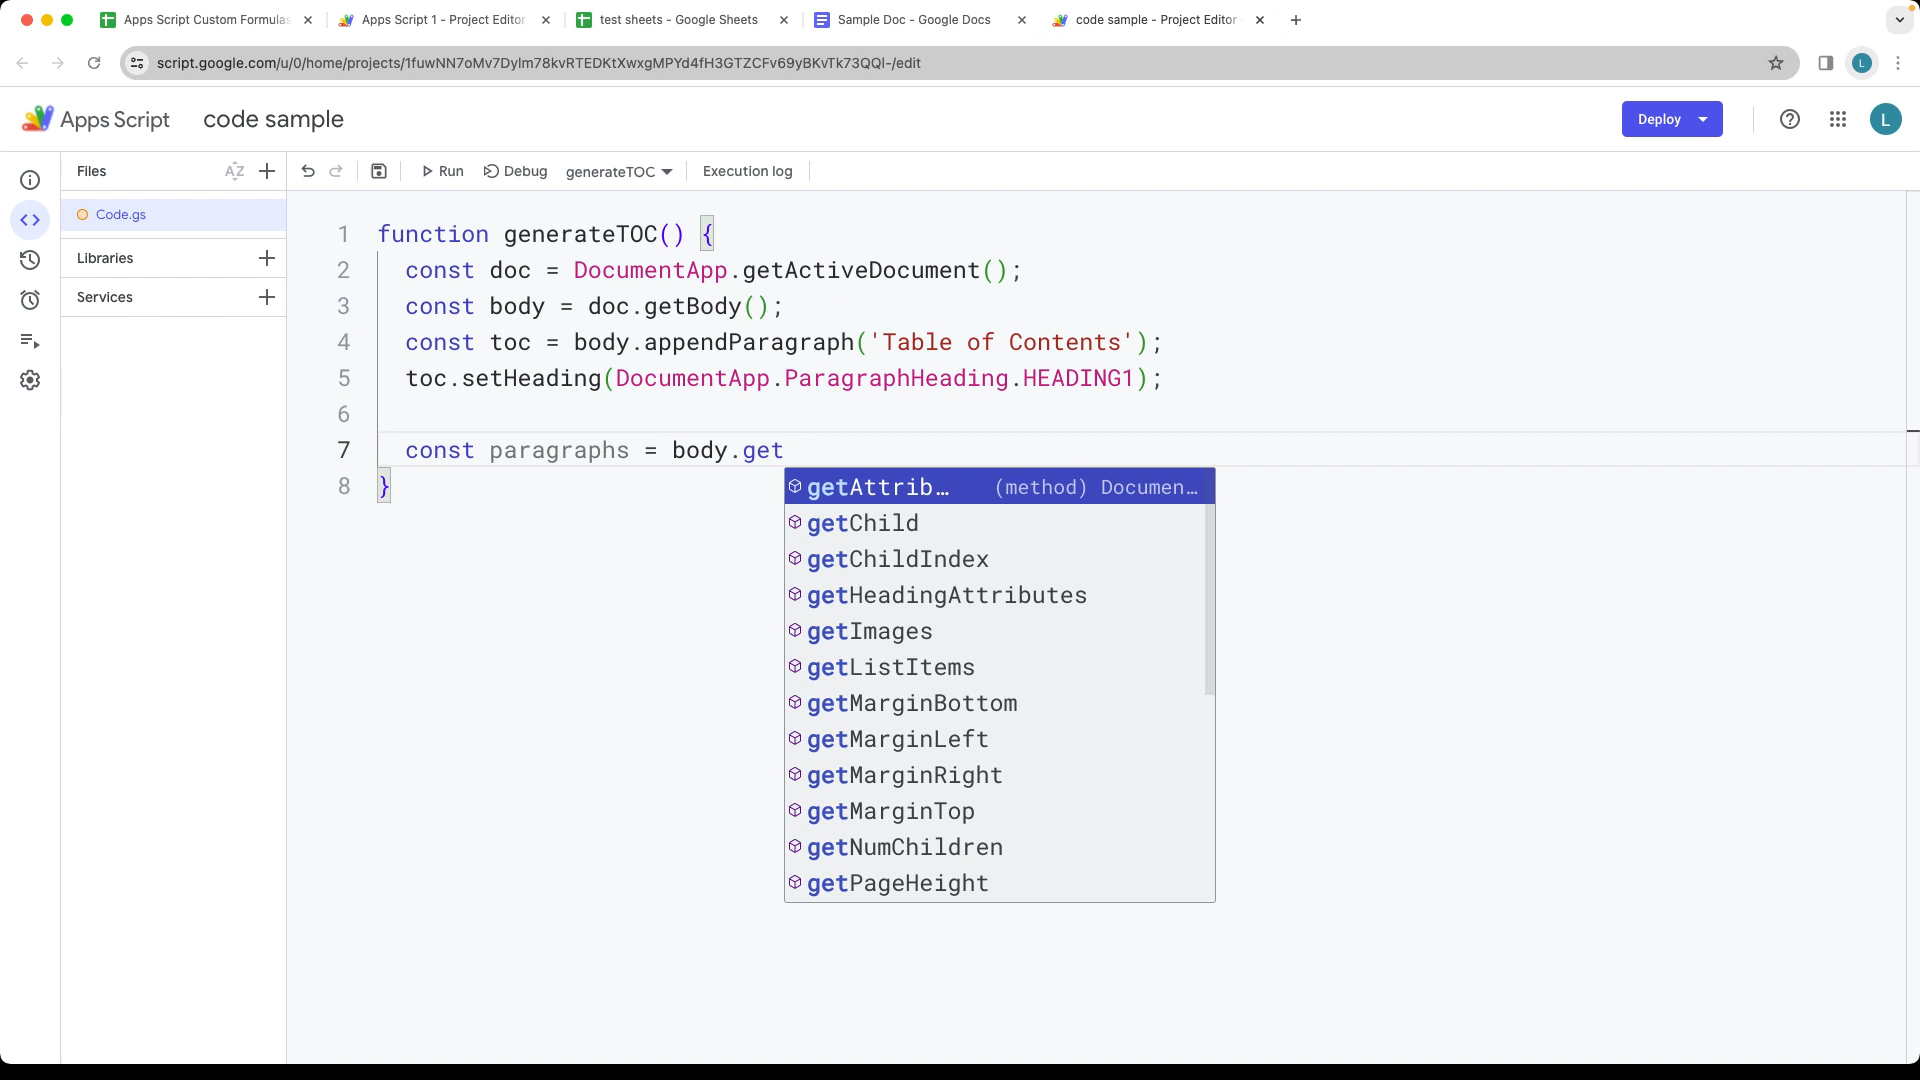 Apps Script Custom Formulas
Apps Script 1 - Project Editor
test sheets - Google Sheets
Sample Doc - Google Docs
code sample - Project Editor
script.google.com/u/0/home/projects/1fuwNN7oMv7Dylm78kvRTEDKtXwxgMPYd4fH3GTZCFv69yBKvTk73QQl-/edit
L
Apps Script
code sample
Deploy
L
Files
AZ
Run
Debug
generateTOC
Execution log
Code.gs
Libraries
Services
1 function generateTOC() {
2 const doc = DocumentApp.getActiveDocument();
3 const body = doc.getBody();
4 const toc = body.appendParagraph('Table of Contents');
5 toc.setHeading(DocumentApp.ParagraphHeading.HEADING1);
6
7 const paragraphs = body.get
8 }
getAttrib… (method) Documen…
getChild
getChildIndex
getHeadingAttributes
getImages
getListItems
getMarginBottom
getMarginLeft
getMarginRight
getMarginTop
getNumChildren
getPageHeight